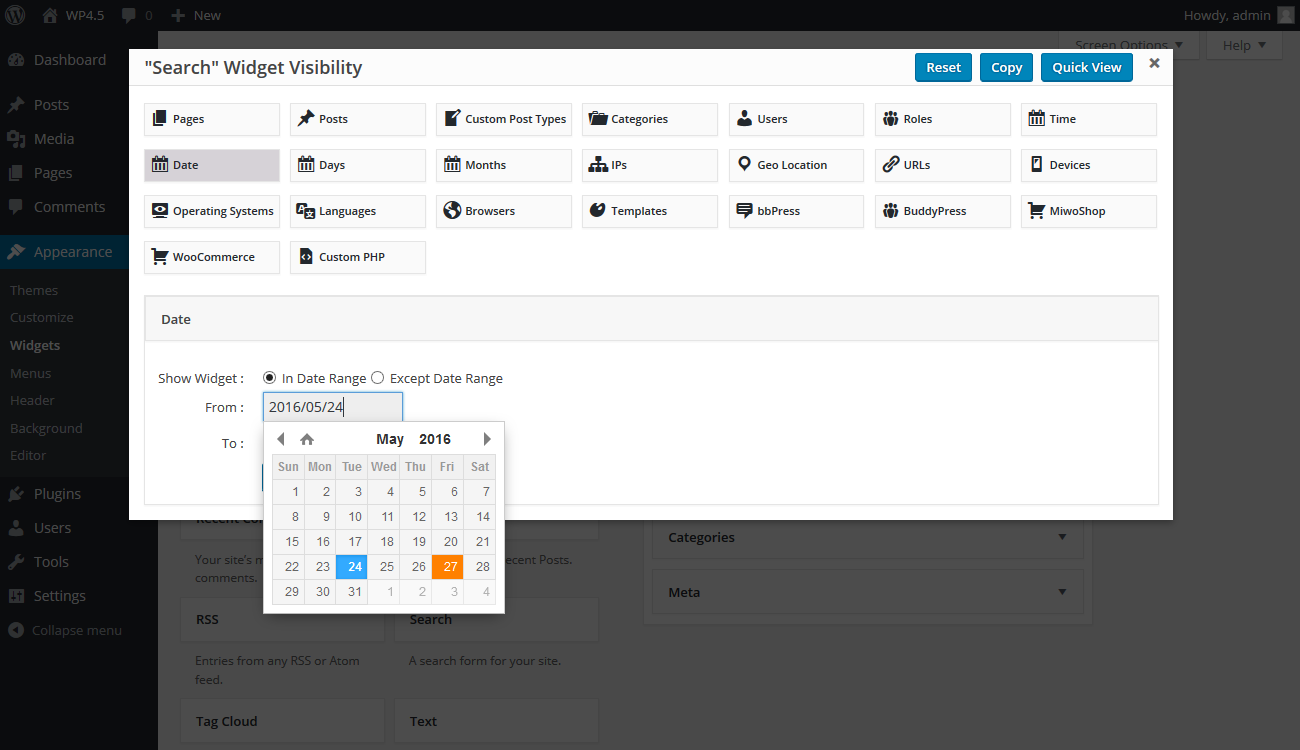 WP4.5 0 New Howdy, admin
Screen Options Help
Dashboard
Posts
Media
Pages
Comments
Appearance
Themes
Customize
Widgets
Menus
Header
Background
Editor
Plugins
Users
Tools
Settings
Collapse menu
"Search" Widget Visibility Reset Copy Quick View
Pages Posts Custom Post Types Categories Users Roles Time
Date Days Months IPs Geo Location URLs Devices
Operating Systems Languages Browsers Templates bbPress BuddyPress MiwoShop
WooCommerce Custom PHP
Date
Show Widget : In Date Range Except Date Range
From : 2016/05/24
To :
May 2016
Sun Mon Tue Wed Thu Fri Sat
1 2 3 4 5 6 7
8 9 10 11 12 13 14
15 16 17 18 19 20 21
22 23 24 25 26 27 28
29 30 31 1 2 3 4
Your site's ecent Posts.
comments.
RSS Search
Entries from any RSS or Atom
feed.
A search form for your site.
Tag Cloud Text
Categories
Meta